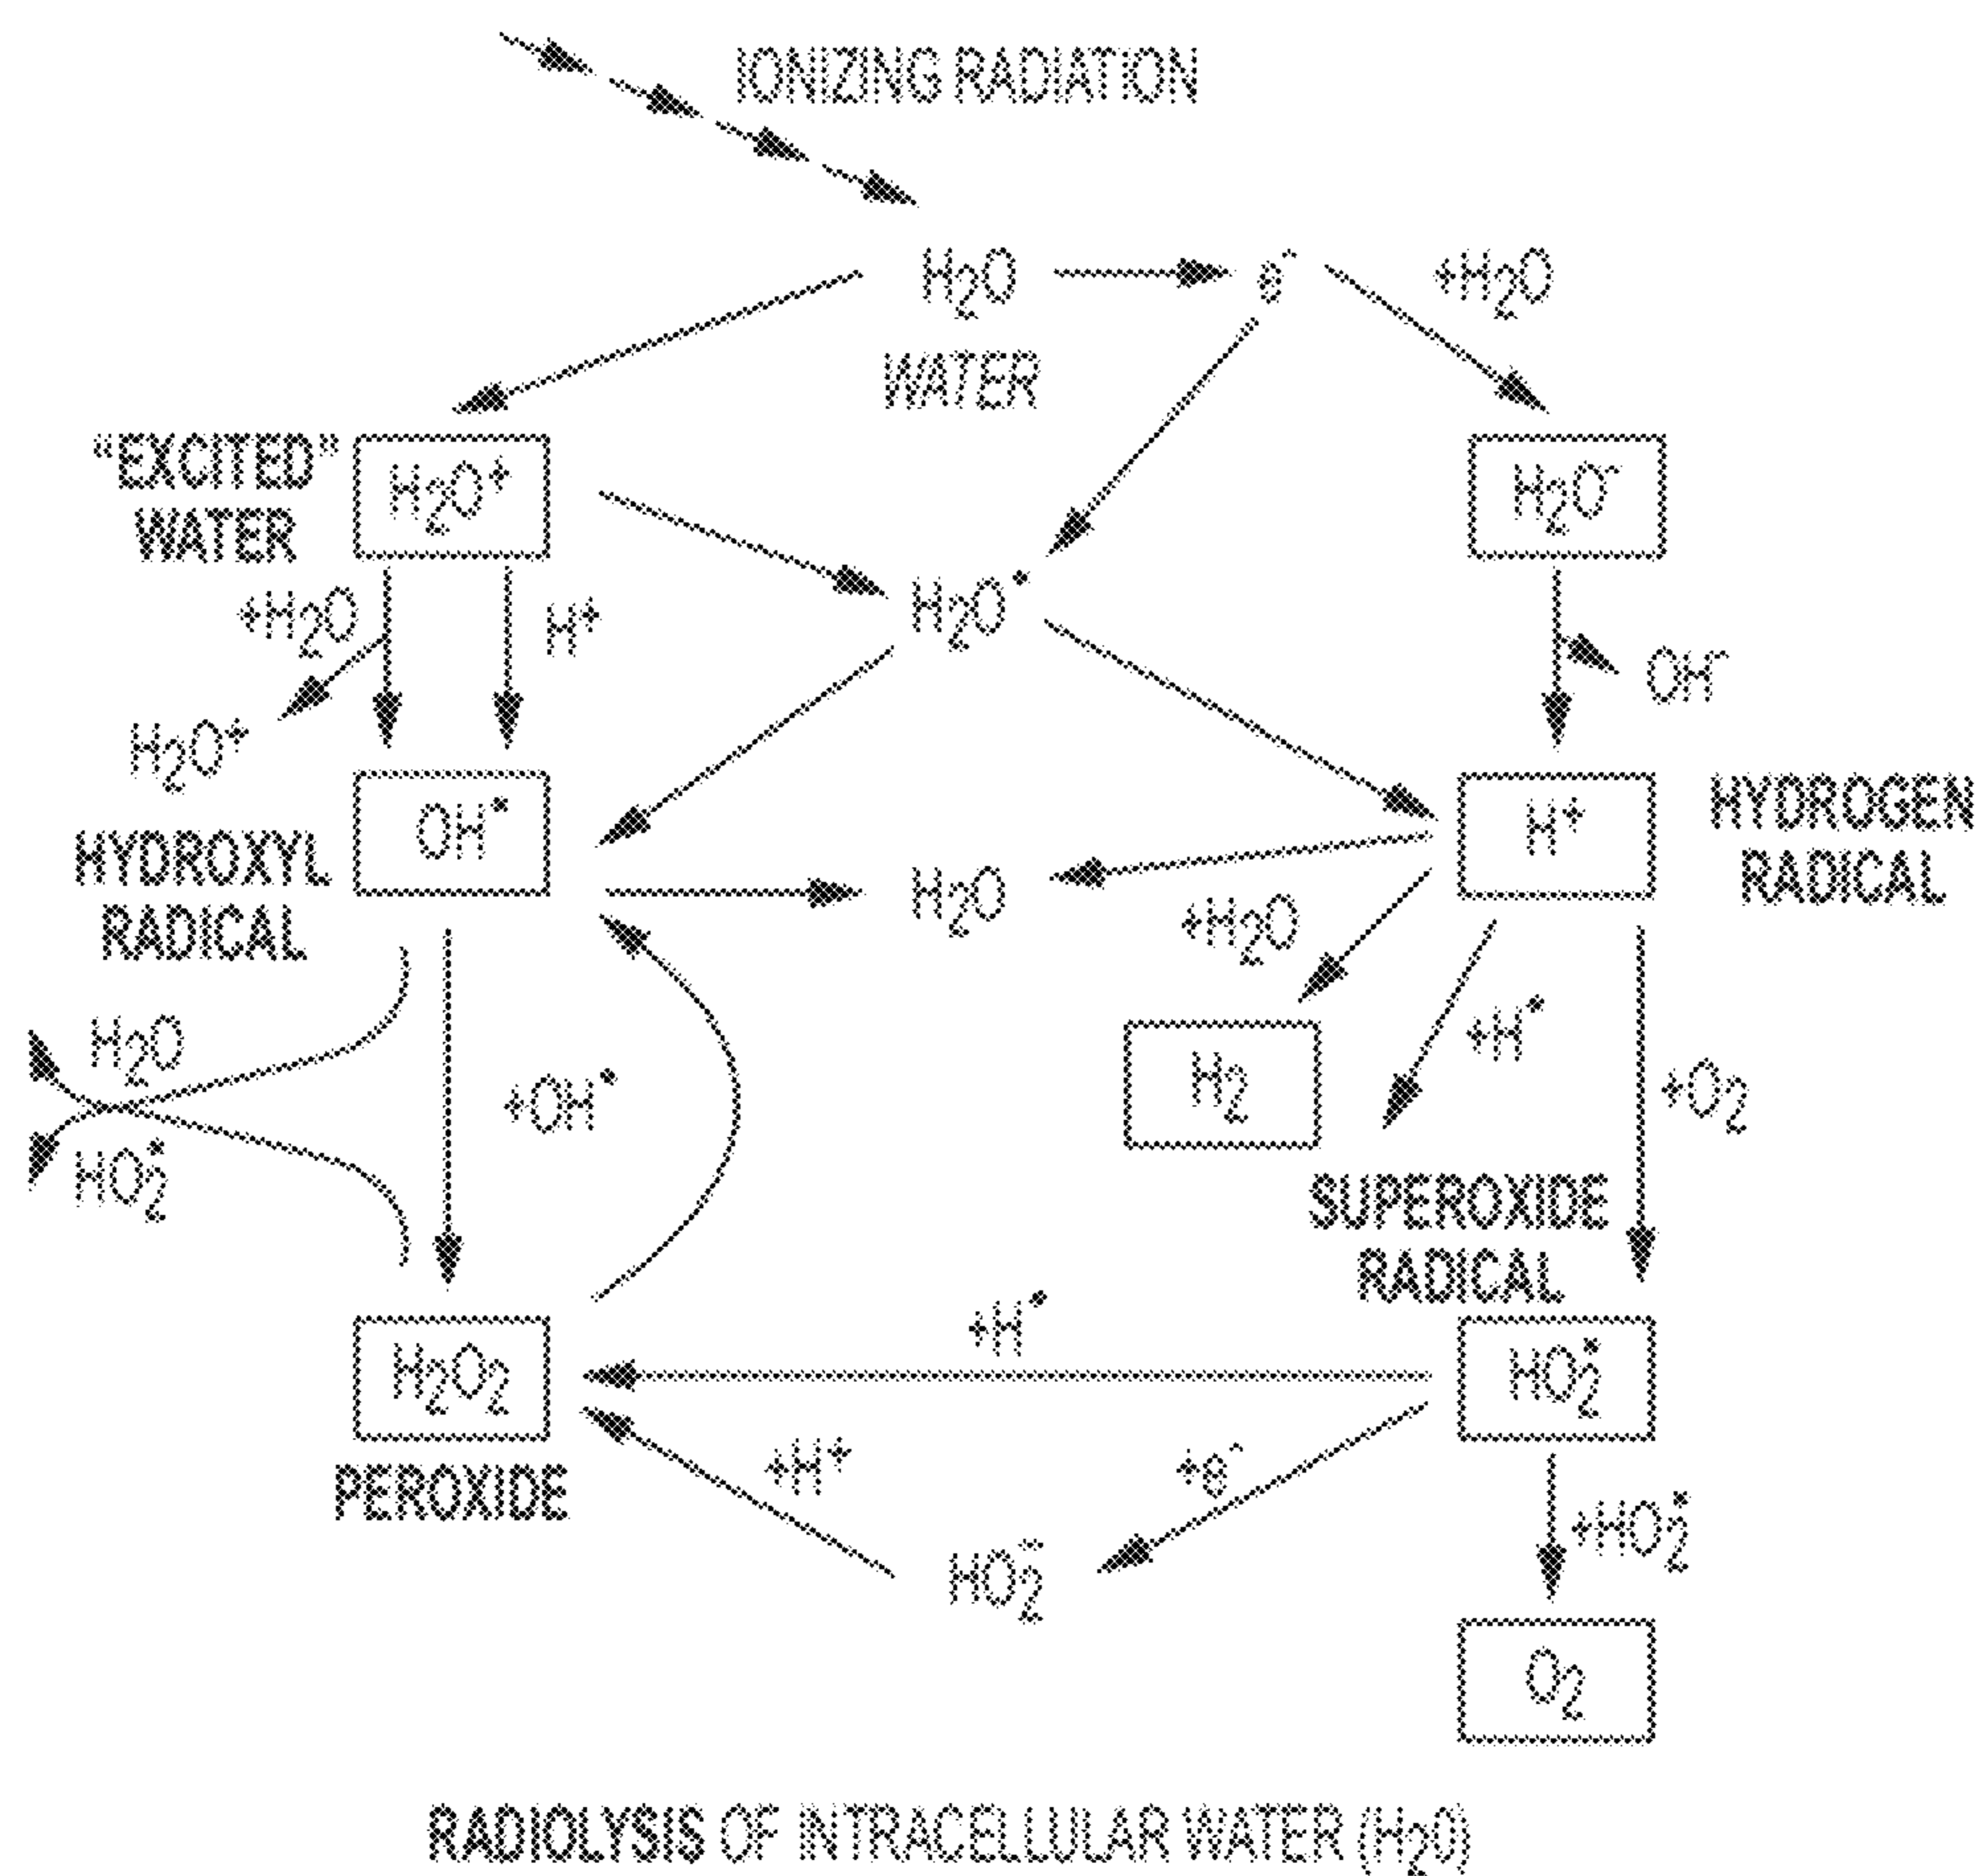 IONIZING RADIATION
H₂O
e⁻
+H₂O
WATER
"EXCITED"
WATER
H₂O⁺
H₂O⁻
+H₂O
H⁺
H₂O•
OH⁻
H₂O⁺
OH•
H⁺
HYDROGEN
RADICAL
HYDROXYL
RADICAL
H₂O
+H₂O
H₂O
+OH•
H₂
+H•
+O₂
HO₂•
SUPEROXIDE
RADICAL
+H•
H₂O₂
HO₂•
PEROXIDE
+H⁺
+e⁻
+HO₂•
HO₂⁻
O₂
RADIOLYSIS OF INTRACELLULAR WATER (H₂0)